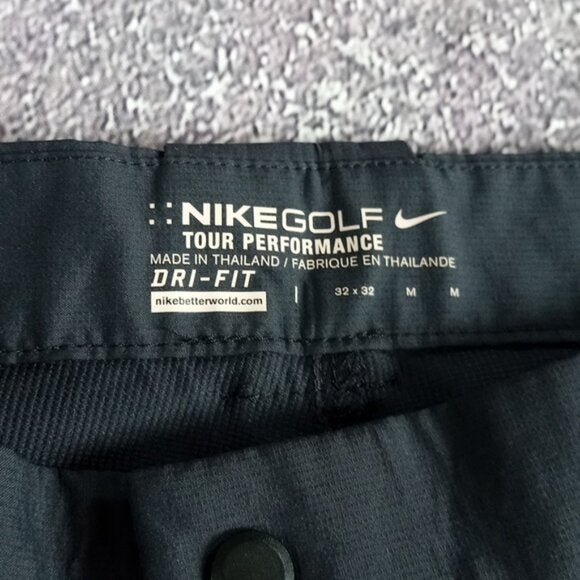 NIKEGOLF
TOUR PERFORMANCE
MADE IN THAILAND / FABRIQUE EN THAILANDE
DRI-FIT
nikebetterworld.com | 32 x 32 M M